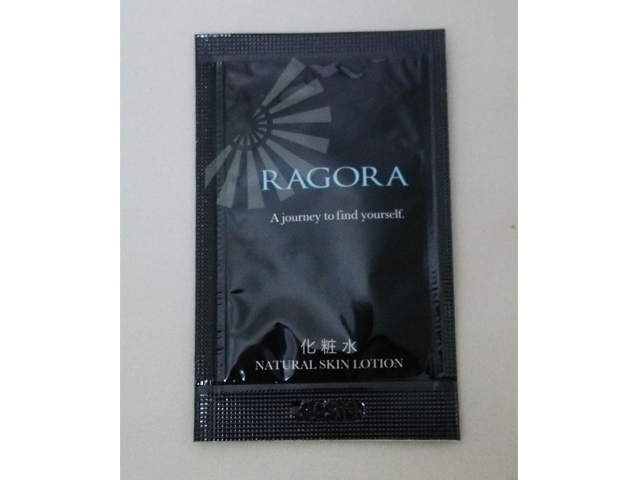 RAGORA
A journey to find yourself.
化粧水
NATURAL SKIN LOTION